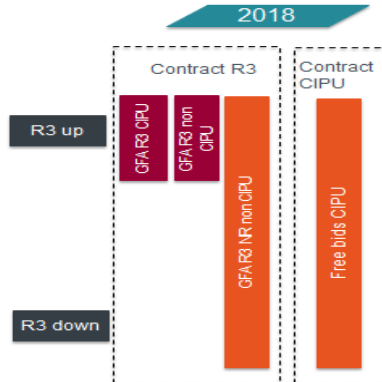 2018
Contract R3
Contract
CIPU
R3 up
GFA R3 CIPU
GFA R3 non
CIPU
GFA R3 NR non CIPU
Free bids CIPU
R3 down